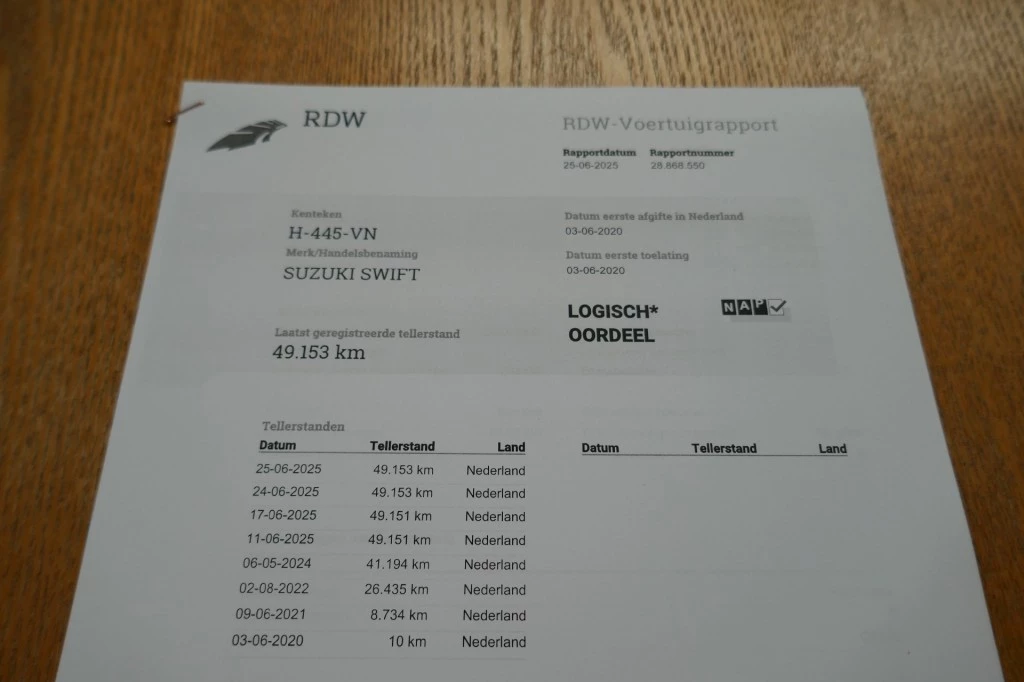 RDW
RDW-Voertuigrapport
Rapportdatum Rapportnummer
25-06-2025 28.868.550
Kenteken
H-445-VN
Merk/Handelsbenaming
SUZUKI SWIFT
Laatst geregistreerde tellerstand
49.153 km
Datum eerste afgifte in Nederland
03-06-2020
Datum eerste toelating
03-06-2020
LOGISCH*
OORDEEL
NAP
Tellerstanden
Datum Tellerstand Land
25-06-2025 49.153 km Nederland
24-06-2025 49.153 km Nederland
17-06-2025 49.151 km Nederland
11-06-2025 49.151 km Nederland
06-05-2024 41.194 km Nederland
02-08-2022 26.435 km Nederland
09-06-2021 8.734 km Nederland
03-06-2020 10 km Nederland
Datum Tellerstand Land